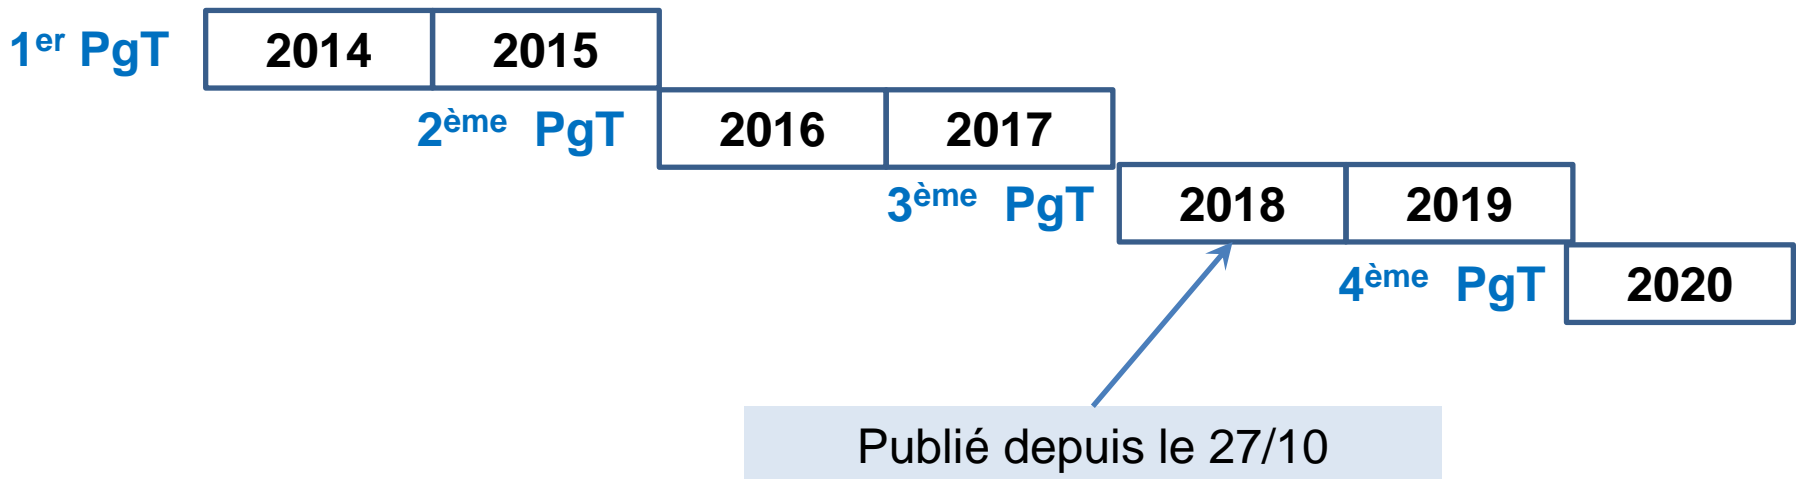 1er PgT 2014 2015
2ème PgT 2016 2017
3ème PgT 2018 2019
4ème PgT 2020
Publié depuis le 27/10